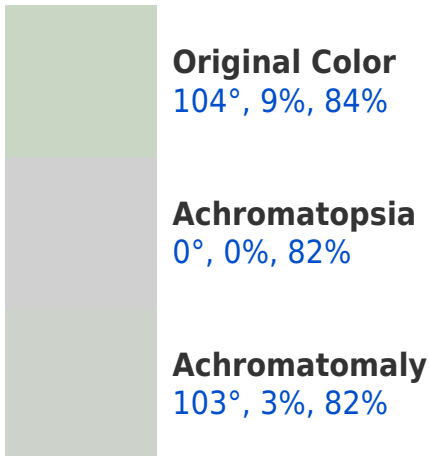 Original Color
104°, 9%, 84%
Achromatopsia
0°, 0%, 82%
Achromatomaly
103°, 3%, 82%